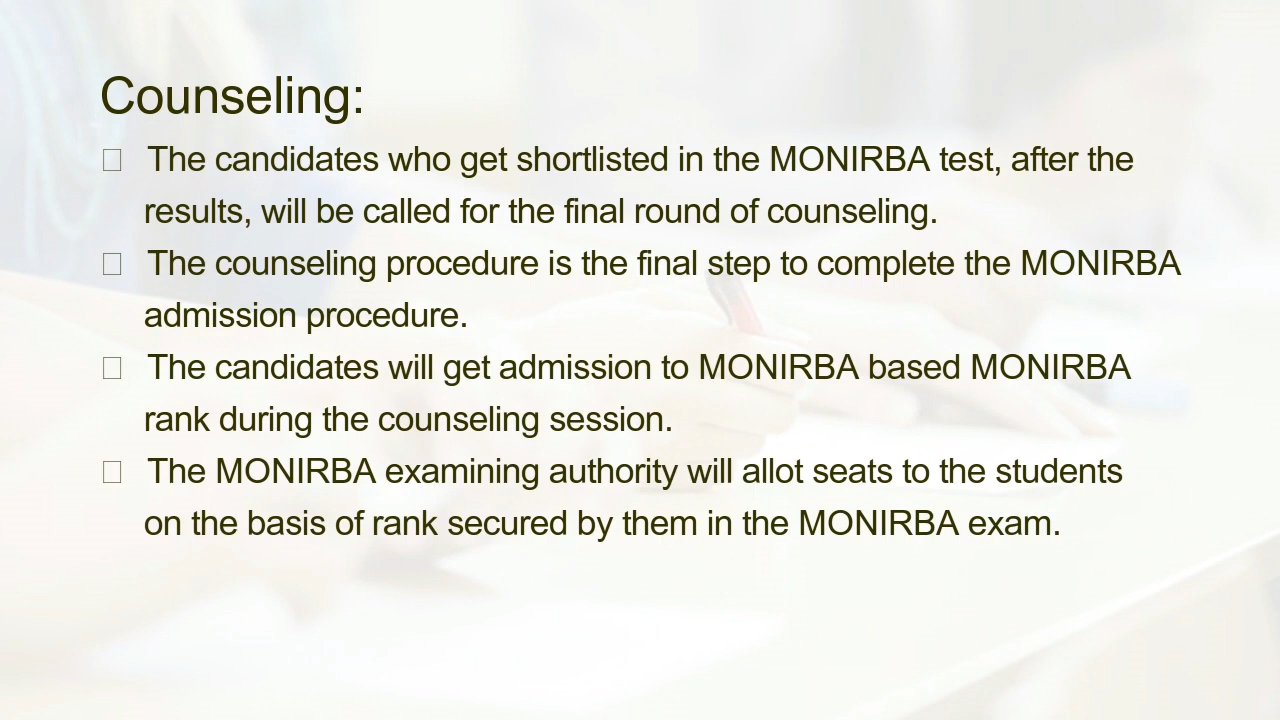 Counseling:
□ The candidates who get shortlisted in the MONIRBA test, after the
results, will be called for the final round of counseling.
□ The counseling procedure is the final step to complete the MONIRBA
admission procedure.
□ The candidates will get admission to MONIRBA based MONIRBA
rank during the counseling session.
□ The MONIRBA examining authority will allot seats to the students
on the basis of rank secured by them in the MONIRBA exam.